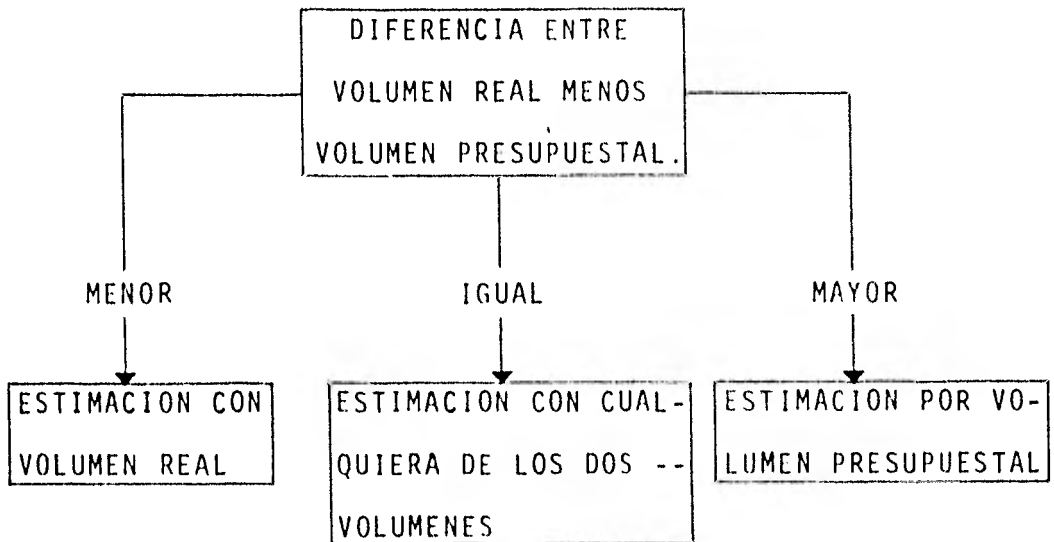 DIFERENCIA ENTRE
VOLUMEN REAL MENOS
VOLUMEN PRESUPUESTAL.
MENOR
IGUAL
MAYOR
ESTIMACION CON
VOLUMEN REAL
ESTIMACION CON CUAL-
QUIERA DE LOS DOS --
VOLUMENES
ESTIMACION POR VO-
LUMEN PRESUPUESTAL